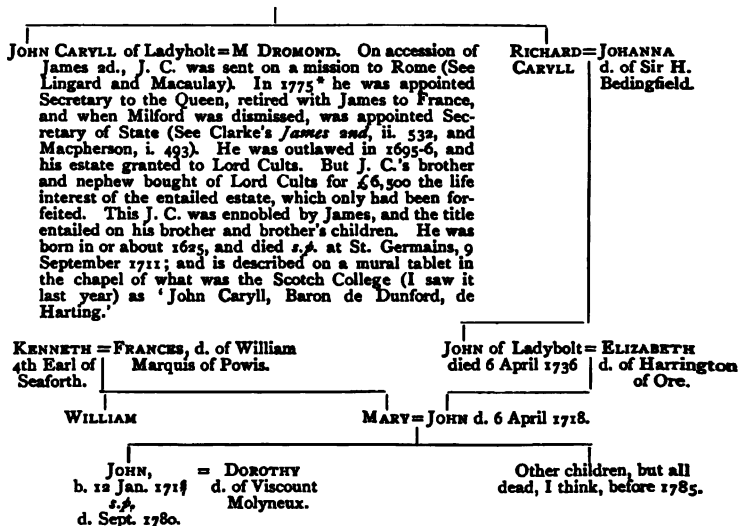 JOHN CARYLL of Ladyholt=M DROMOND. On accession of
James 2d., J. C. was sent on a mission to Rome (See
Lingard and Macaulay). In 1775* he was appointed
Secretary to the Queen, retired with James to France,
and when Milford was dismissed, was appointed Sec-
retary of State (See Clarke's James 2nd, ii. 532, and
Macpherson, i. 493). He was outlawed in 1695-6, and
his estate granted to Lord Cults. But J. C.'s brother
and nephew bought of Lord Cults for £6,500 the life
interest of the entailed estate, which only had been for-
feited. This J. C. was ennobled by James, and the title
entailed on his brother and brother's children. He was
born in or about 1625, and died s.p. at St. Germains, 9
September 1711; and is described on a mural tablet in
the chapel of what was the Scotch College (I saw it
last year) as 'John Caryll, Baron de Dunford, de
Harting.'
RICHARD=JOHANNA
CARYLL d. of Sir H.
Bedingfield.
KENNETH=FRANCES, d. of William
4th Earl of Marquis of Powis.
Seaforth.
JOHN of Ladybolt=ELIZABETH
died 6 April 1736 d. of Harrington
of Ore.
WILLIAM
MARY=JOHN d. 6 April 1718.
JOHN, = DOROTHY
b. 12 Jan. d. of Viscount
s.p. Molyneux.
d. Sept. 1780.
Other children, but all
dead, I think, before 1785.